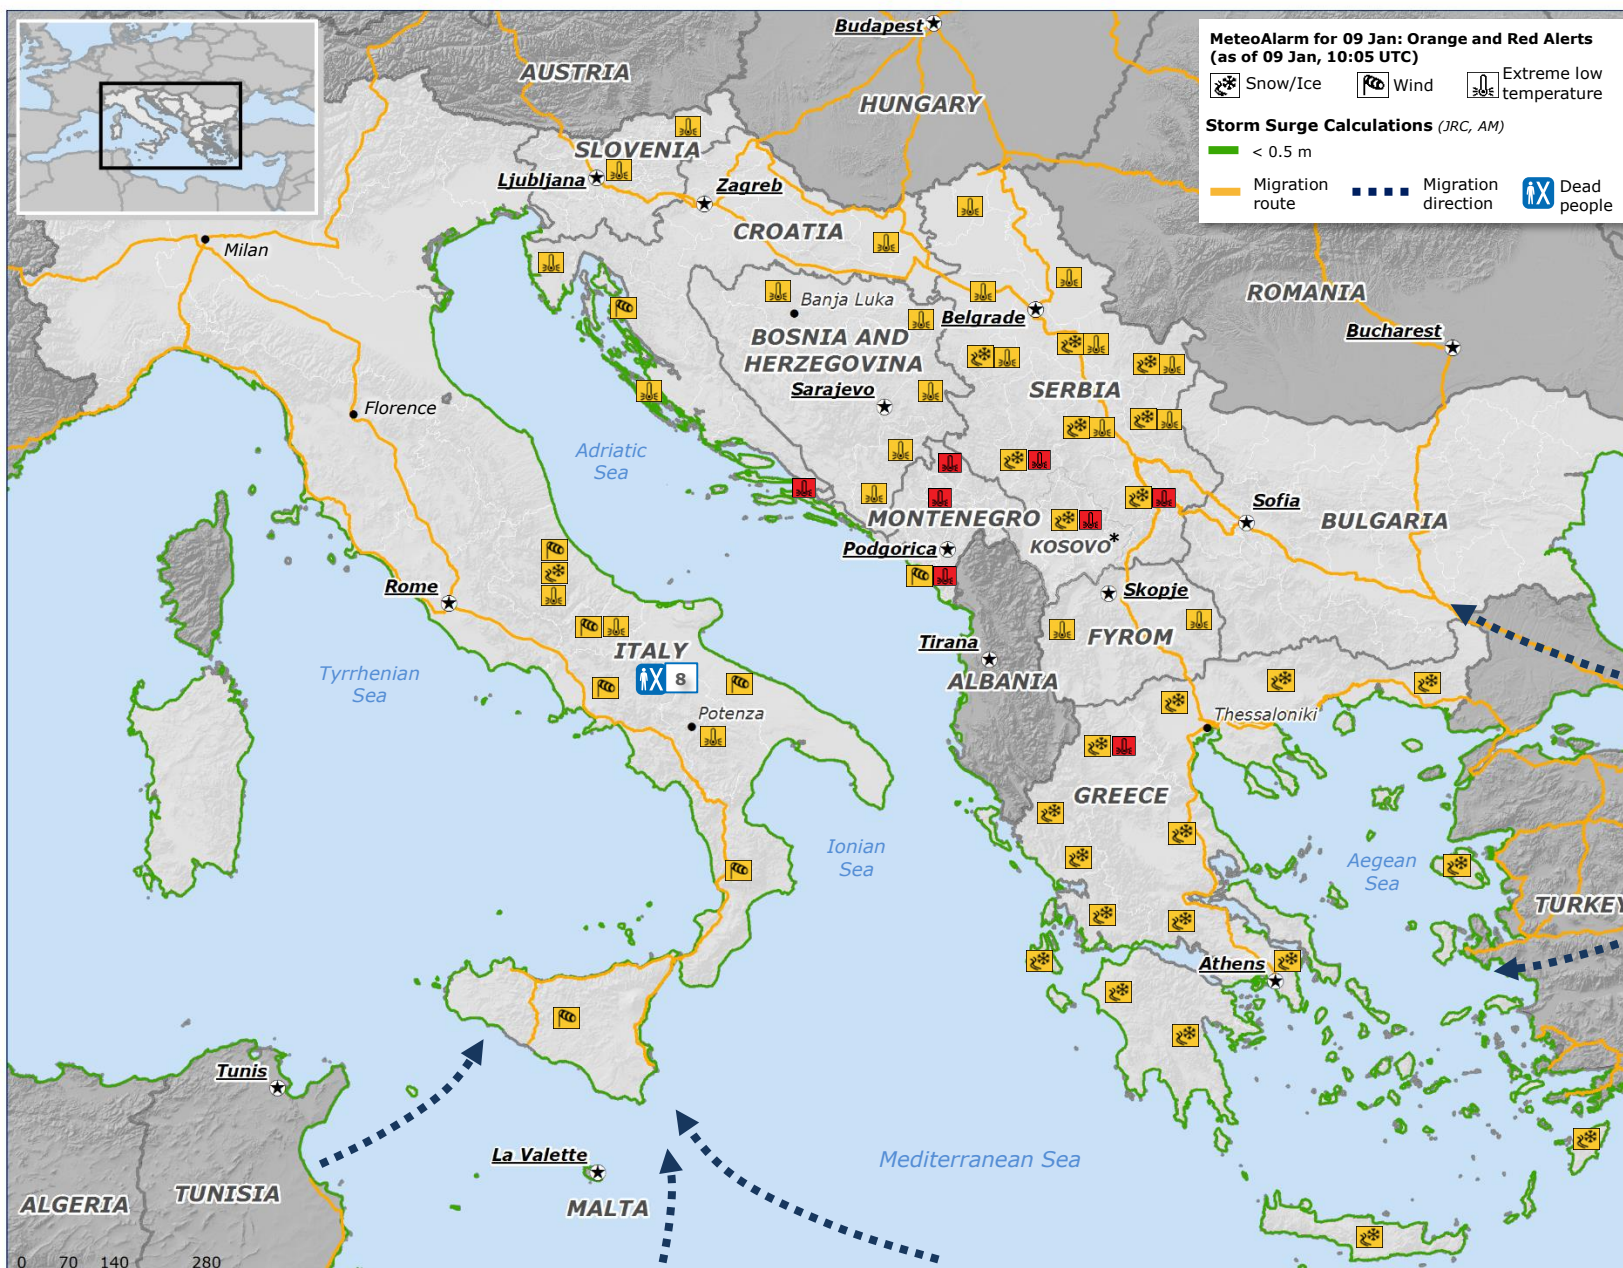 MeteoAlarm for 09 Jan: Orange and Red Alerts
(as of 09 Jan, 10:05 UTC)
Snow/Ice
Wind
Extreme low
temperature
Storm Surge Calculations (JRC, AM)
< 0.5 m
Migration
route
Migration
direction
Dead
people
Budapest
AUSTRIA
HUNGARY
SLOVENIA
Ljubljana
Zagreb
CROATIA
Milan
Banja Luka
BOSNIA AND
HERZEGOVINA
Belgrade
ROMANIA
Bucharest
Sarajevo
SERBIA
Florence
Adriatic
Sea
MONTENEGRO
Sofia
BULGARIA
Podgorica
KOSOVO*
Rome
Skopje
FYROM
Tirana
ITALY
8
ALBANIA
Tyrrhenian
Sea
Potenza
Thessaloniki
GREECE
Ionian
Sea
Aegean
Sea
TURKEY
Athens
Tunis
La Valette
Mediterranean Sea
ALGERIA
TUNISIA
MALTA
0 70 140 280